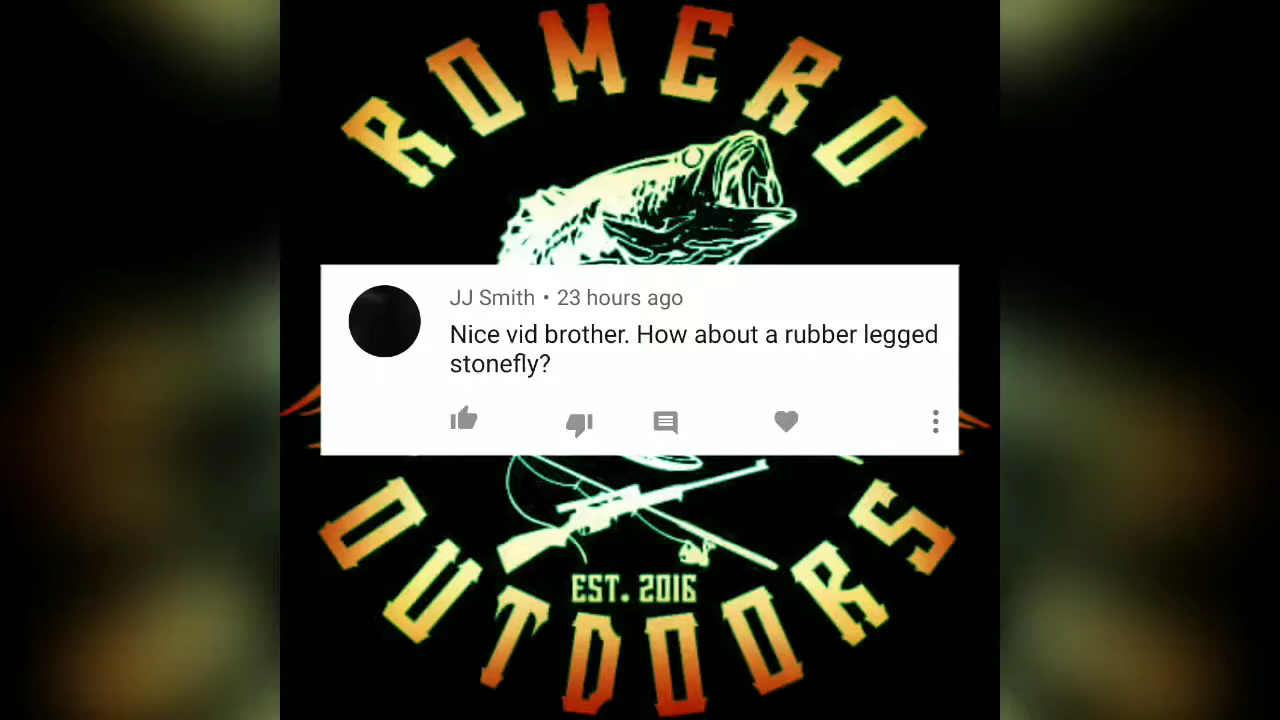 ROMERO
JJ Smith • 23 hours ago
Nice vid brother. How about a rubber legged
stonefly?
EST. 2016
OUTDOORS